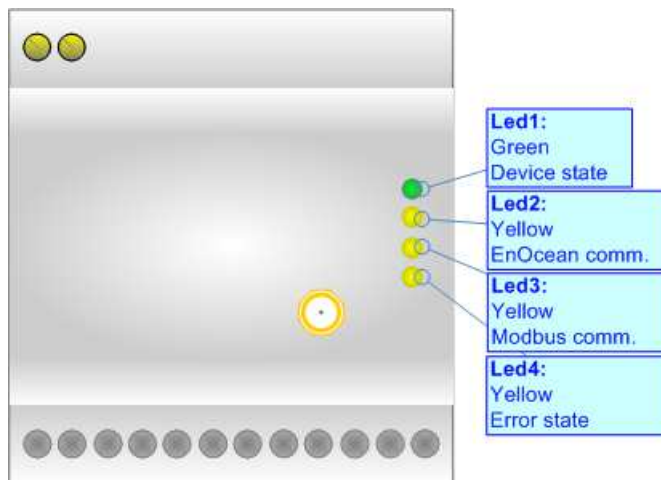 Led1:
Green
Device state
Led2:
Yellow
EnOcean comm.
Led3:
Yellow
Modbus comm.
Led4:
Yellow
Error state